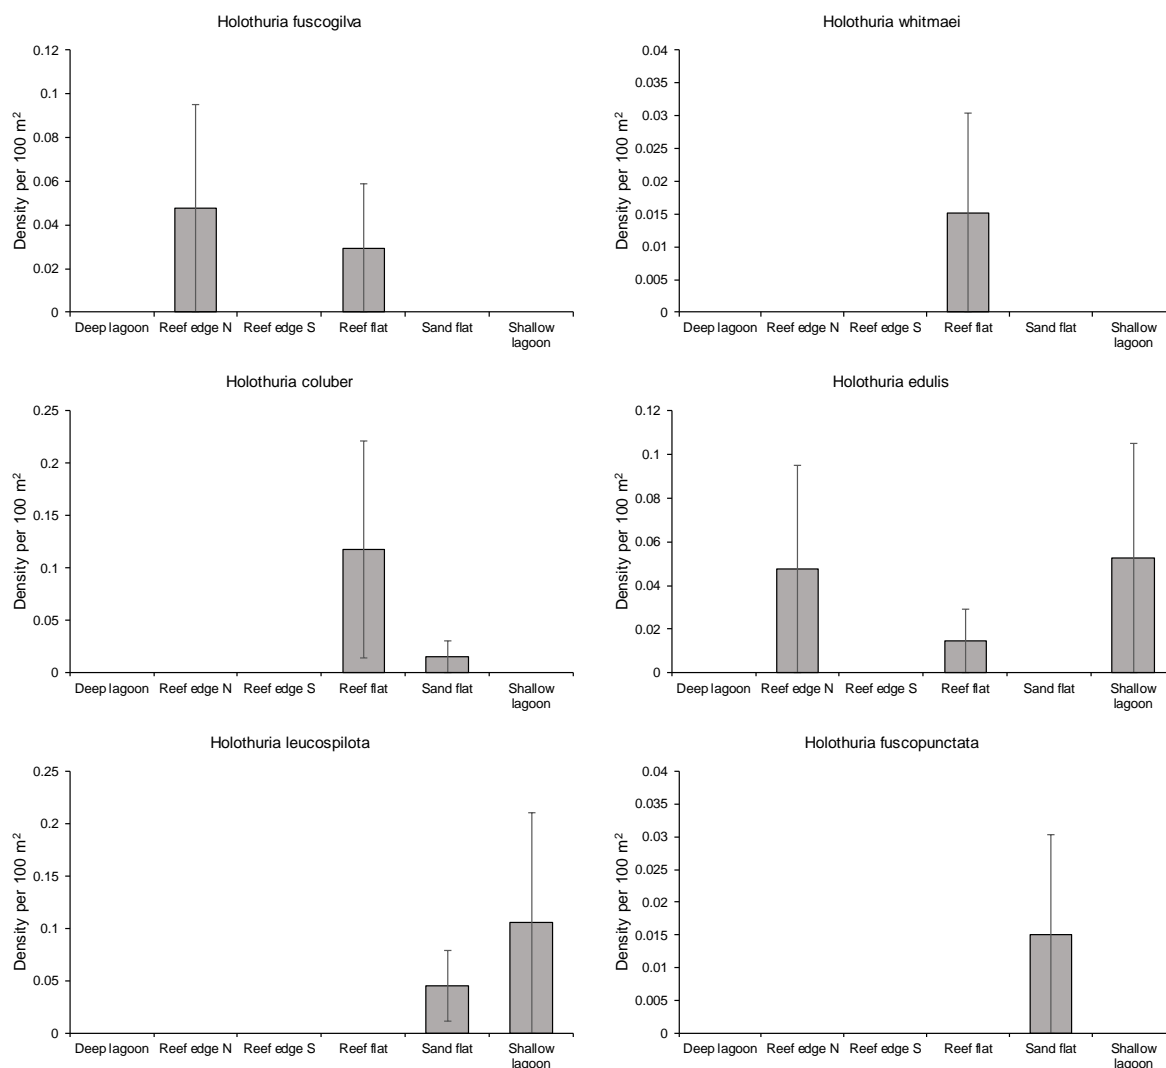 Holothuria fuscogilva
Density per 100 m²
0.12
0.1
0.08
0.06
0.04
0.02
0
Deep lagoon Reef edge N Reef edge S Reef flat Sand flat Shallow
lagoon
Holothuria whitmaei
Density per 100 m²
0.04
0.035
0.03
0.025
0.02
0.015
0.01
0.005
0
Deep lagoon Reef edge N Reef edge S Reef flat Sand flat Shallow
lagoon
Holothuria coluber
Density per 100 m²
0.25
0.2
0.15
0.1
0.05
0
Deep lagoon Reef edge N Reef edge S Reef flat Sand flat Shallow
lagoon
Holothuria edulis
Density per 100 m²
0.12
0.1
0.08
0.06
0.04
0.02
0
Deep lagoon Reef edge N Reef edge S Reef flat Sand flat Shallow
lagoon
Holothuria leucospilota
Density per 100 m²
0.25
0.2
0.15
0.1
0.05
0
Deep lagoon Reef edge N Reef edge S Reef flat Sand flat Shallow
lagoon
Holothuria fuscopunctata
Density per 100 m²
0.04
0.035
0.03
0.025
0.02
0.015
0.01
0.005
0
Deep lagoon Reef edge N Reef edge S Reef flat Sand flat Shallow
lagoon